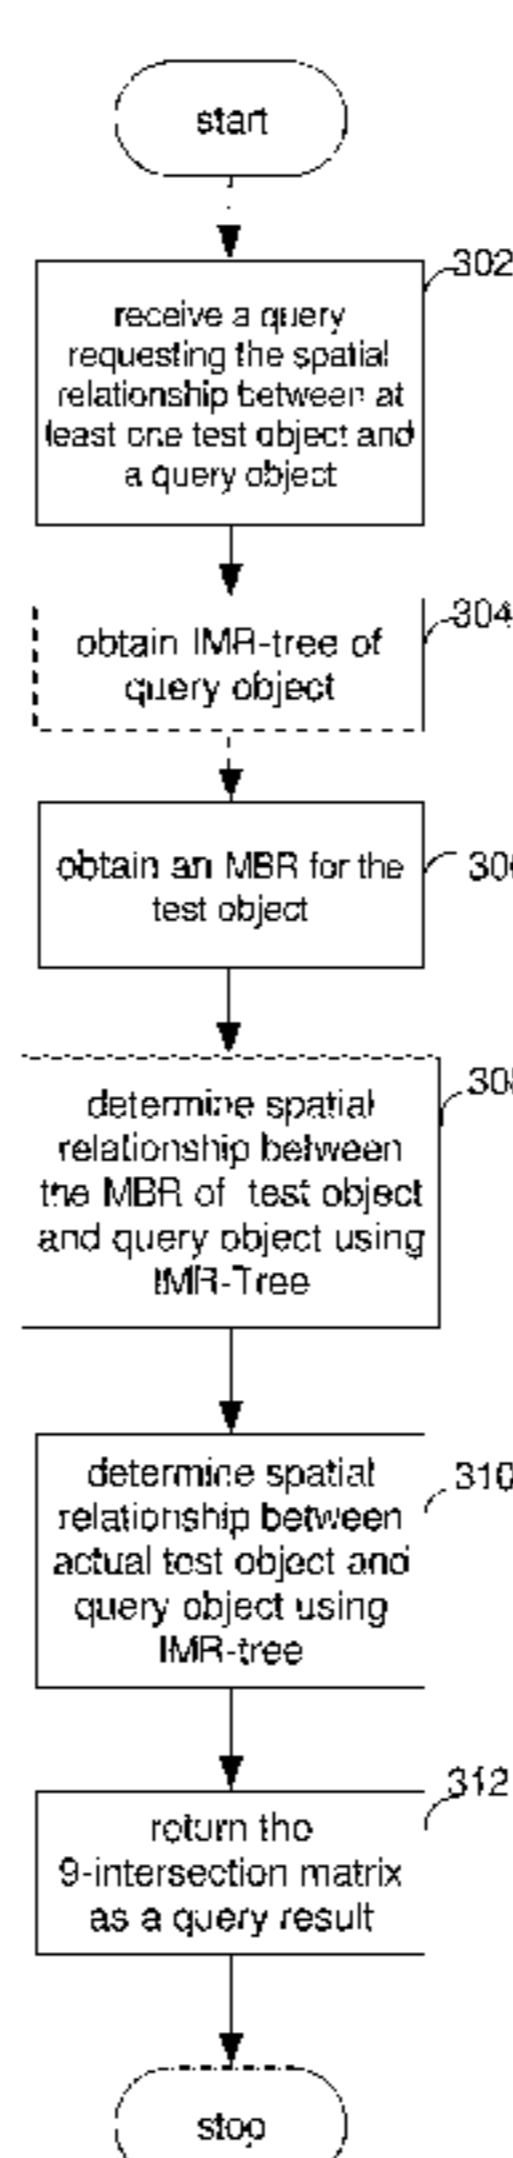 start
302
receive a query
requesting the spatial
relationship between at
least one test object and
a query object
304
obtain IMR-tree of
query object
obtain an MBR for the
test object
determine spatial
relationship between
the MBR of test object
and query object using
IMR-Tree
determine spatial
310
relationship between
actual test object and
query object using
IMR-tree
312
return the
9-intersection matrix
as a query result
stop